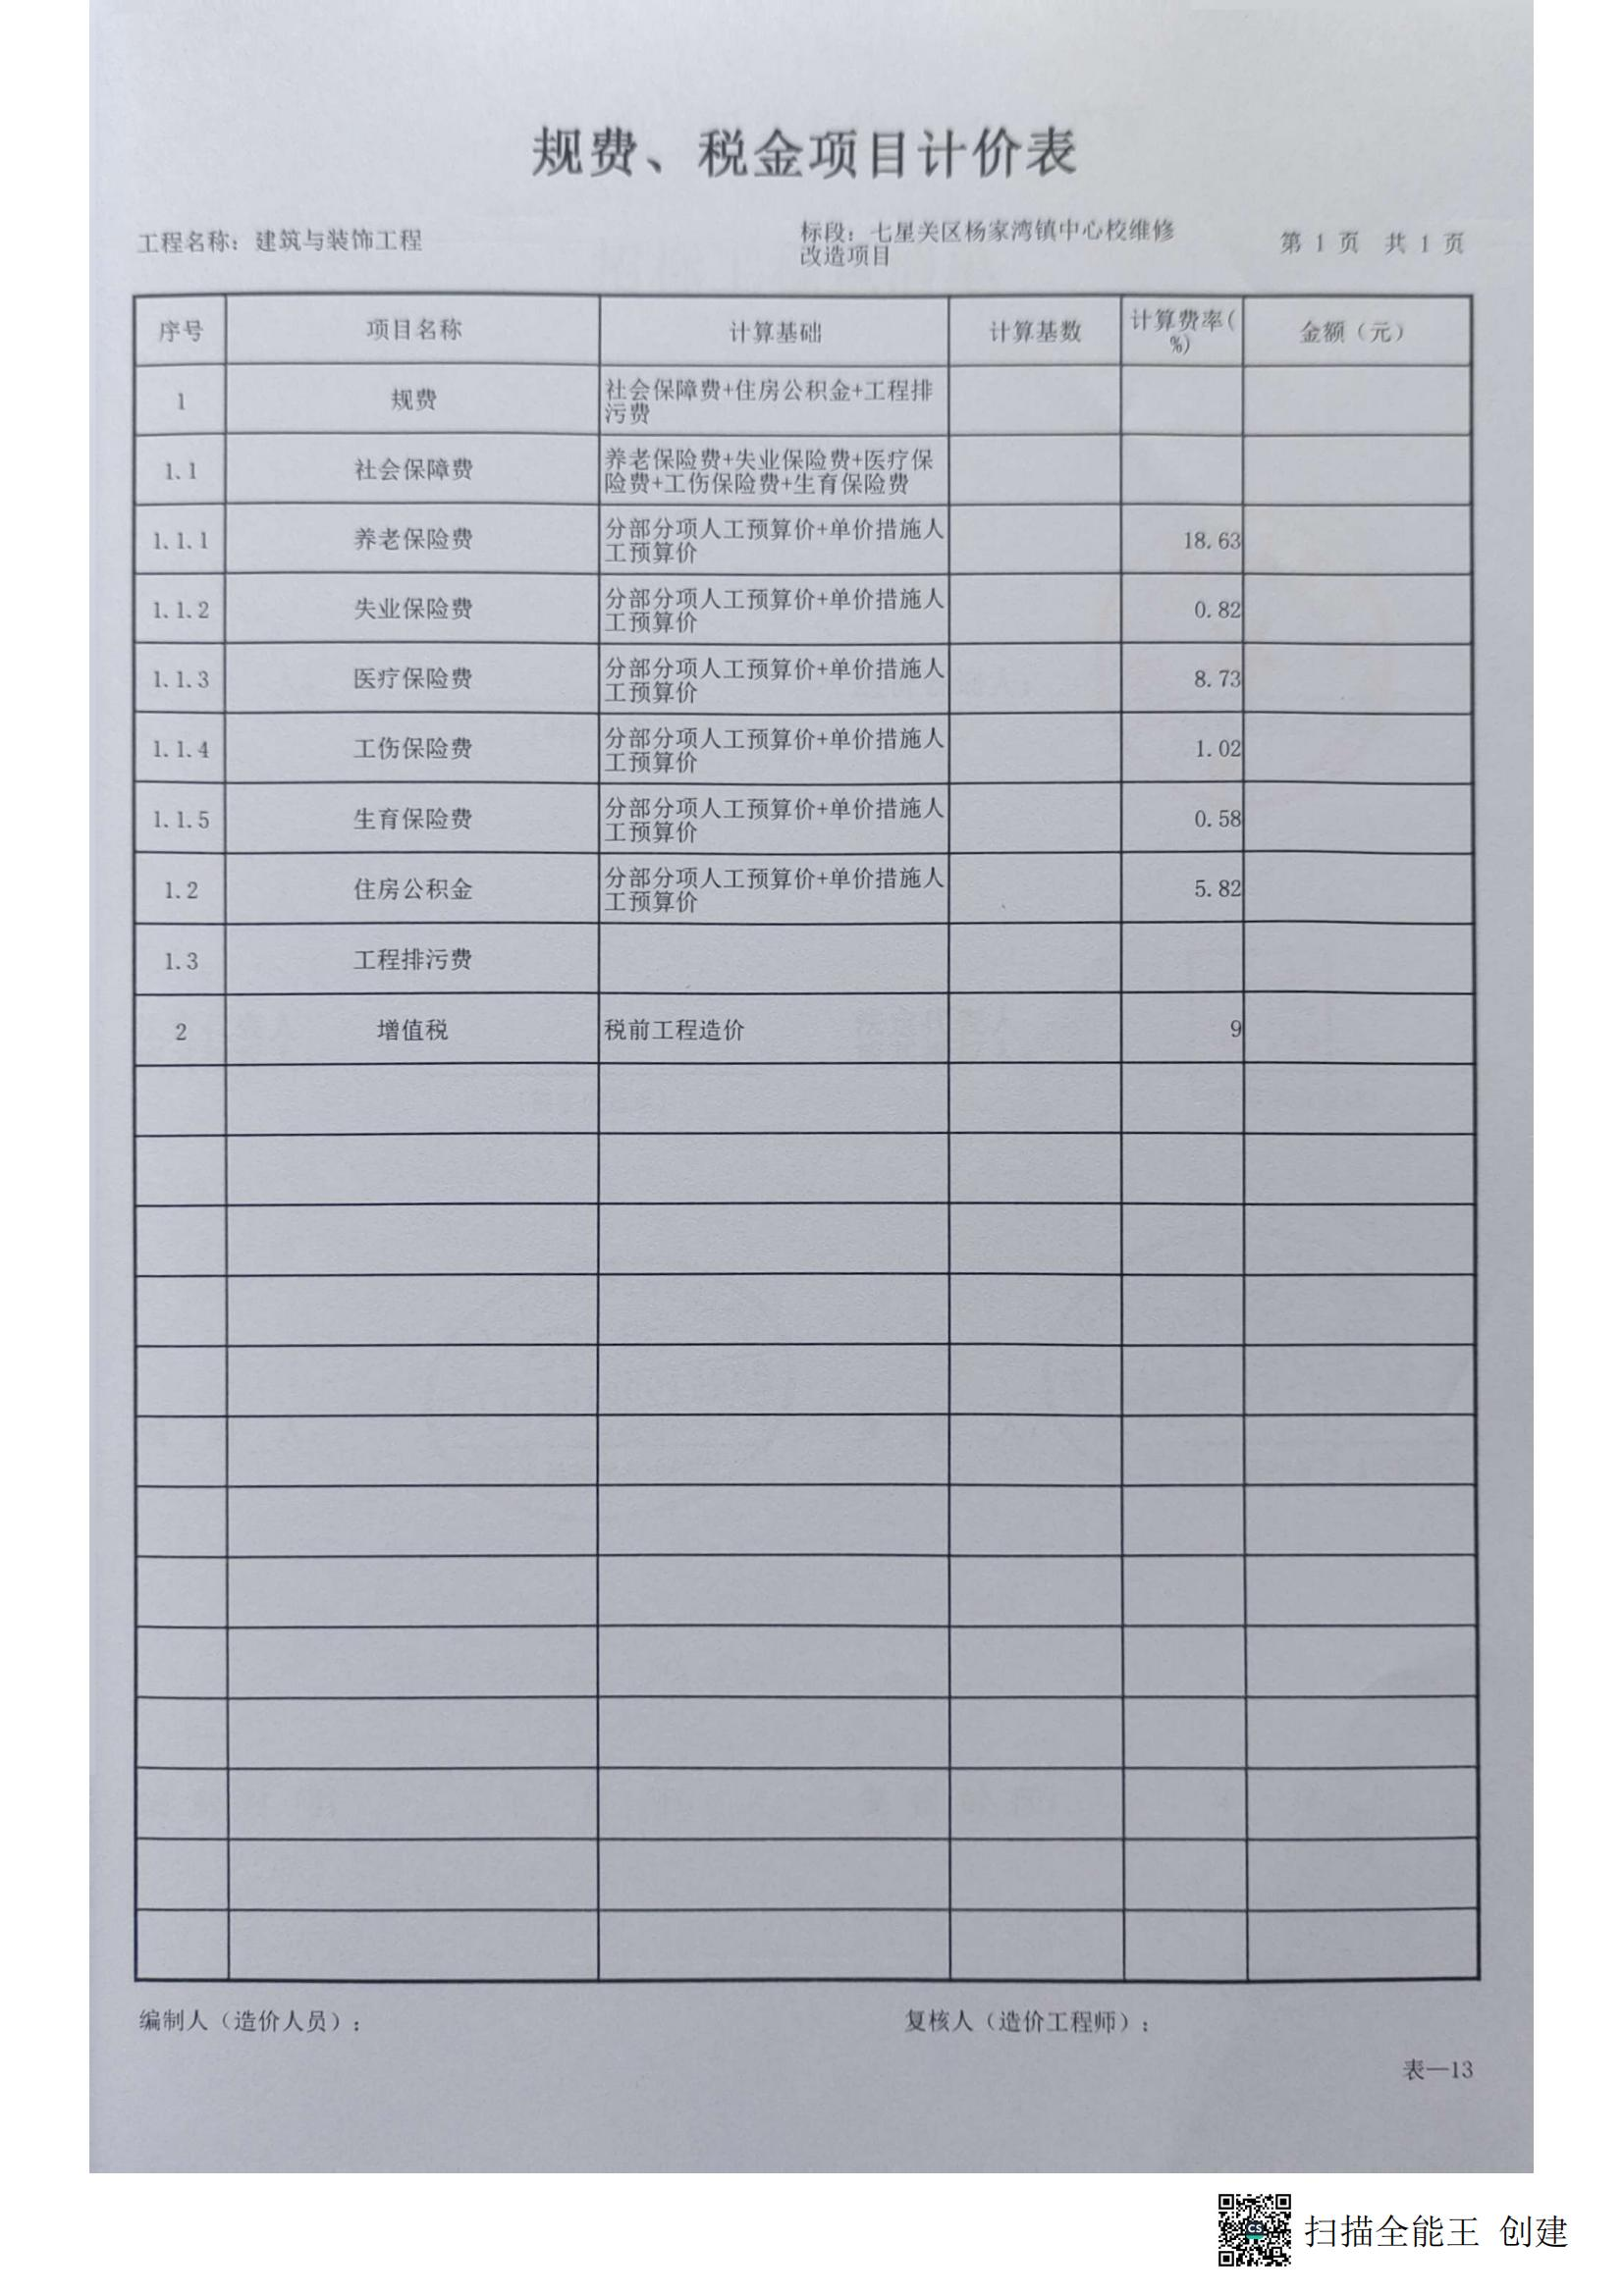 规费、税金项目计价表
工程名称：建筑与装饰工程
标段：七星关区杨家湾镇中心校维修
改造项目
第 1 页 共 1 页
序号 项目名称 计算基础 计算基数 计算费率( 金额（元）
%)
1 规费 社会保障费+住房公积金+工程排
污费
1.1 社会保障费 养老保险费+失业保险费+医疗保
险费+工伤保险费+生育保险费
1.1.1 养老保险费 分部分项人工预算价+单价措施人 18.63
工预算价
1.1.2 失业保险费 分部分项人工预算价+单价措施人 0.82
工预算价
1.1.3 医疗保险费 分部分项人工预算价+单价措施人 8.73
工预算价
1.1.4 工伤保险费 分部分项人工预算价+单价措施人 1.02
工预算价
1.1.5 生育保险费 分部分项人工预算价+单价措施人 0.58
工预算价
1.2 住房公积金 分部分项人工预算价+单价措施人 5.82
工预算价
1.3 工程排污费
2 增值税 税前工程造价 9
编制人（造价人员）： 复核人（造价工程师）：
表—13
CS
扫描全能王 创建